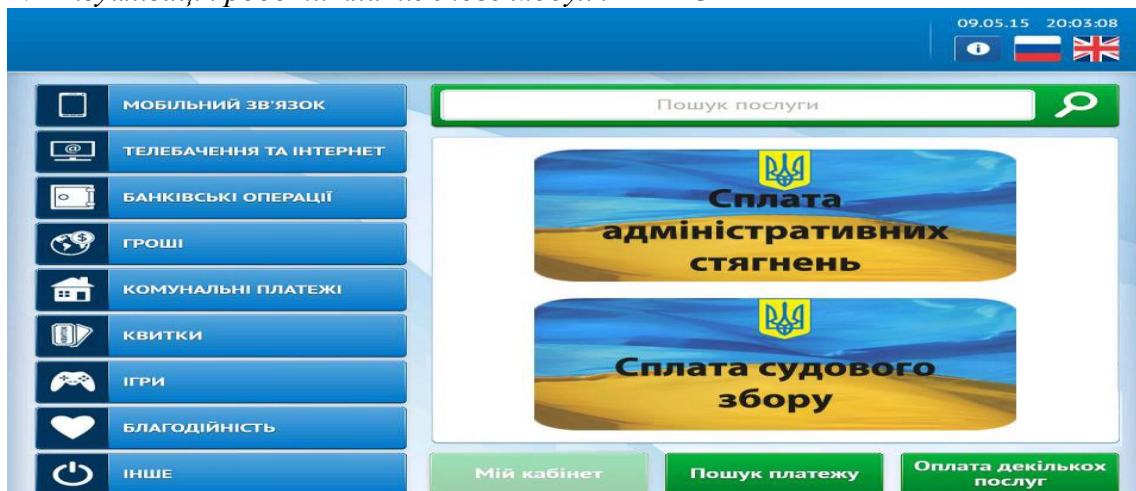 09.05.15 20:03:08
МОБІЛЬНИЙ ЗВ'ЯЗОК
ТЕЛЕБАЧЕННЯ ТА ІНТЕРНЕТ
БАНКІВСЬКІ ОПЕРАЦІЇ
ГРОШІ
КОМУНАЛЬНІ ПЛАТЕЖІ
КВИТКИ
ІГРИ
БЛАГОДІЙНІСТЬ
ІНШЕ
Пошук послуги
Сплата
адміністративних
стягнень
Сплата судового
збору
Мій кабінет
Пошук платежу
Оплата декількох
послуг